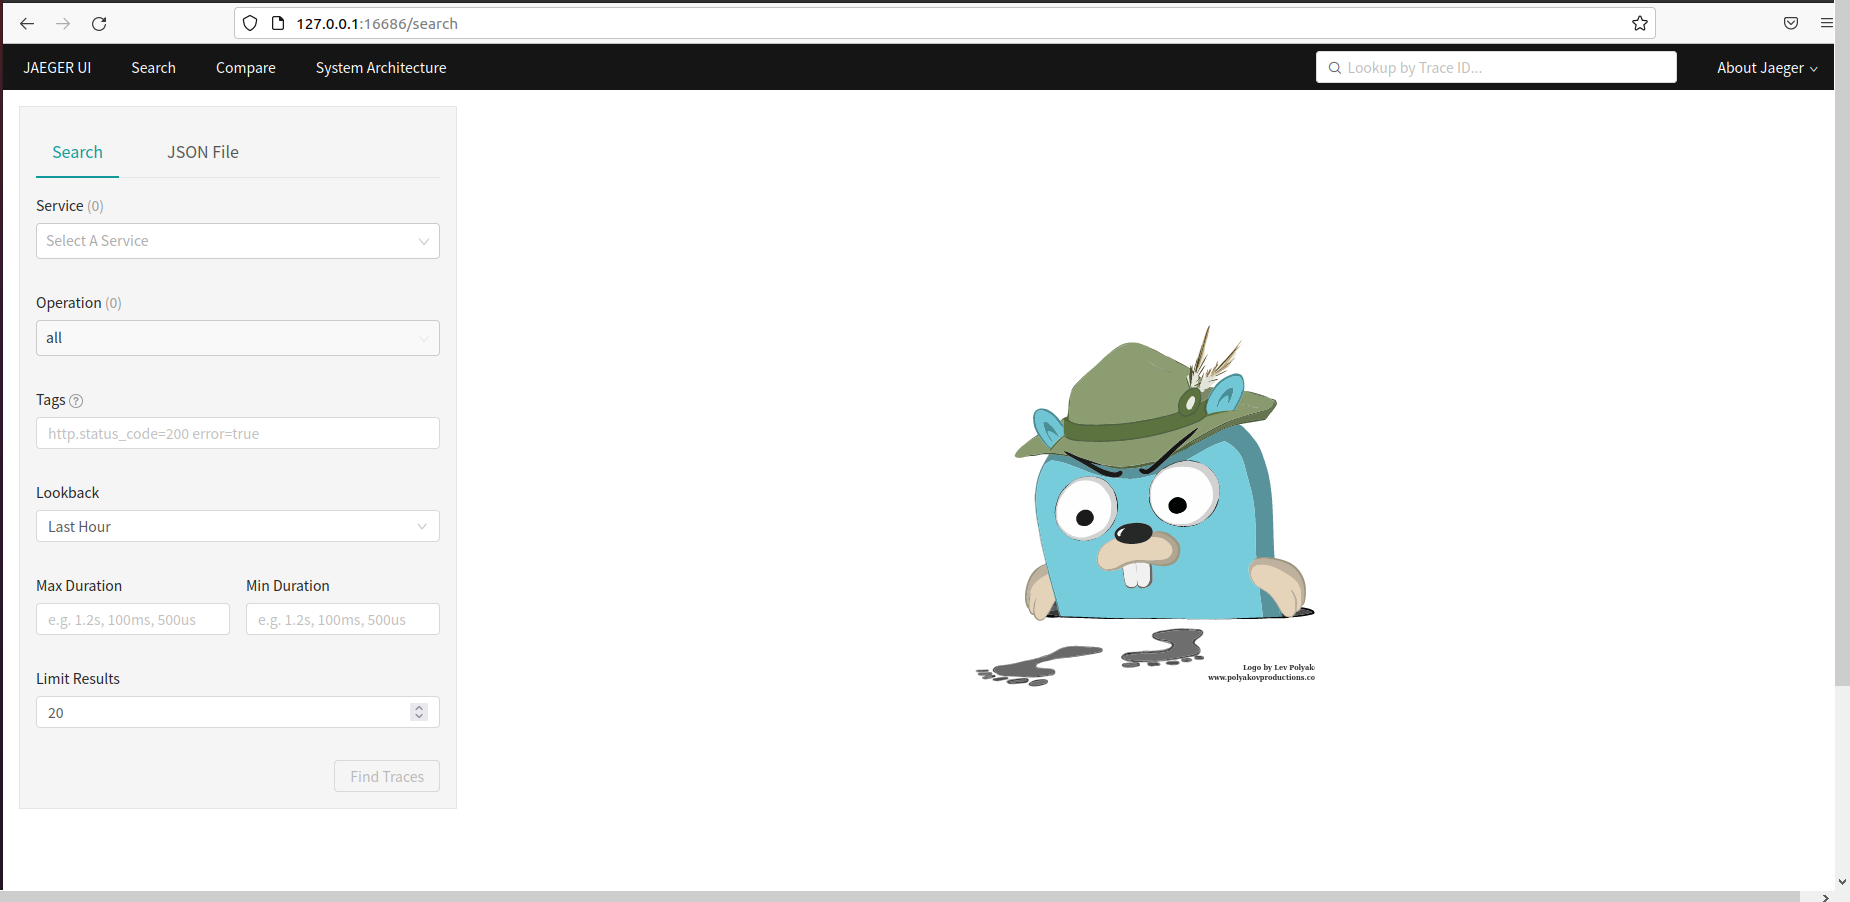 127.0.0.1:16686/search
JAEGER UI Search Compare System Architecture Lookup by Trace ID... About Jaeger
Search JSON File
Service (0)
Select A Service
Operation (0)
all
Tags
http.status_code=200 error=true
Lookback
Last Hour
Max Duration Min Duration
e.g. 1.2s, 100ms, 500us e.g. 1.2s, 100ms, 500us
Limit Results
20
Find Traces
Logo by Lev Polyak
www.polyakovproductions.co